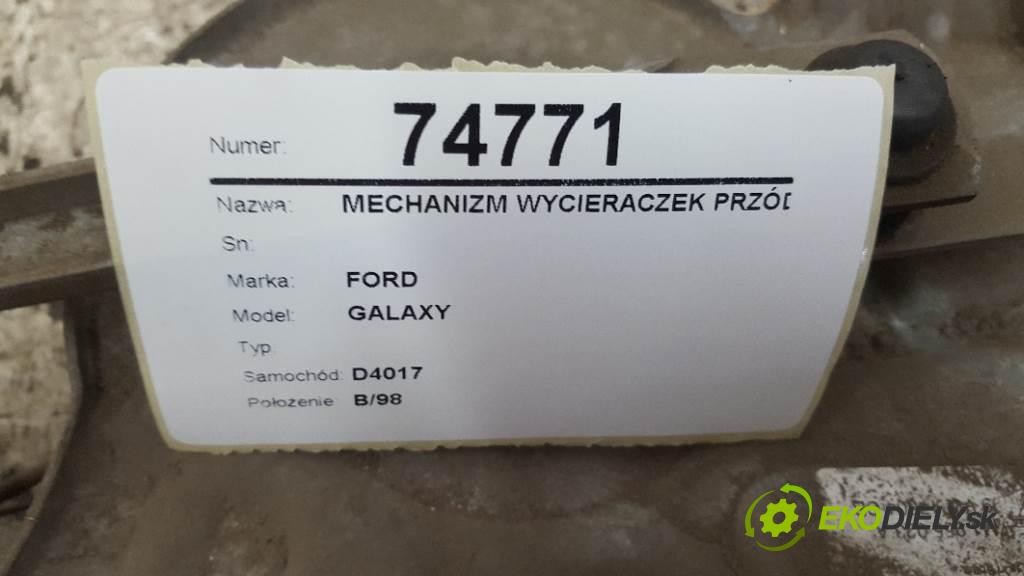 Numer: 74771
Nazwa: MECHANIZM WYCIERACZEK PRZÓD
Sn:
Marka: FORD
Model: GALAXY
Typ:
Samochód: D4017
Położenie: B/98
EKODIELY.sk